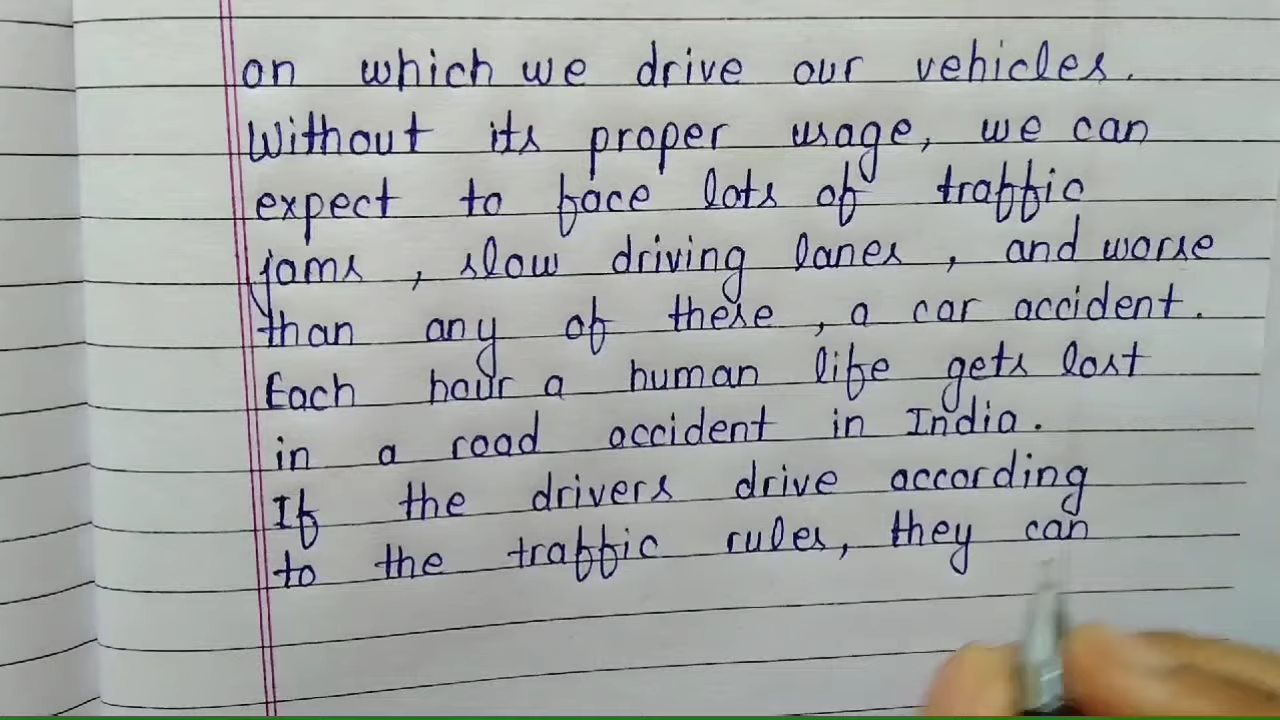 on which we drive our vehicles.
Without its proper usage, we can
expect to face lots of traffic
jams , slow driving lanes , and worse
than any of these , a car accident.
Each hour a human life gets lost
in a road accident in India.
If the drivers drive according
to the traffic rules, they can